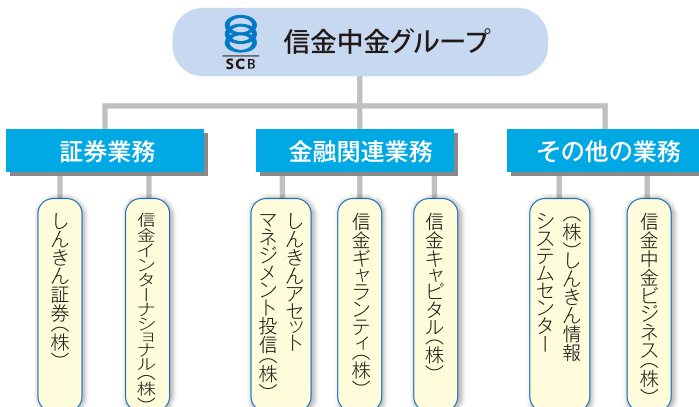 SCB
信金中金グループ
証券業務
金融関連業務
その他の業務
しんきん証券(株)
信金インターナショナル(株)
しんきんアセット
マネジメント投信(株)
信金ギャランティ(株)
信金キャピタル(株)
(株)しんきん情報
システムセンター
信金中金ビジネス(株)